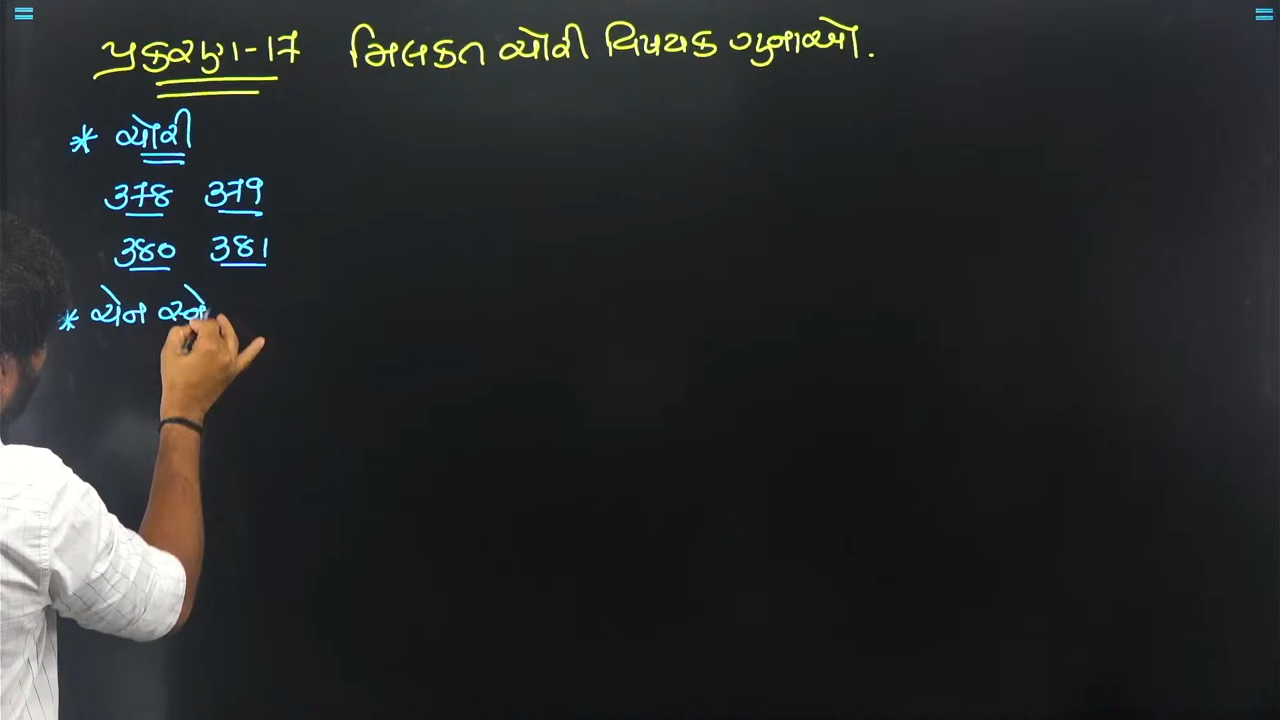 પ્રકરણ-17 મિલકત ચોરી વિષયક ગુનાઓ.
* ચોરી
378 379
380 381
* ચેન સ્ને